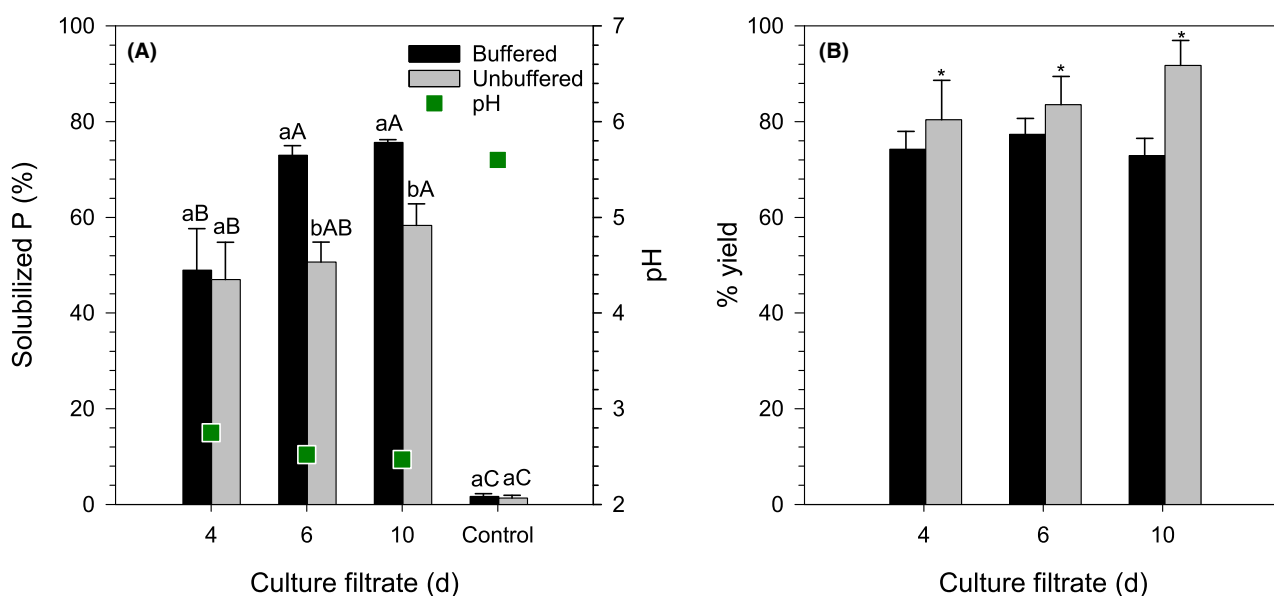 (A)
Buffered
Unbuffered
pH
100
80
60
40
20
0
Solubilized P (%)
7
6
5
4
3
2
pH
aB
aB
aA
bAB
aA
bA
aC
aC
4 6 10 Control
Culture filtrate (d)
(B)
100
80
60
40
20
0
% yield
*
*
*
4 6 10
Culture filtrate (d)